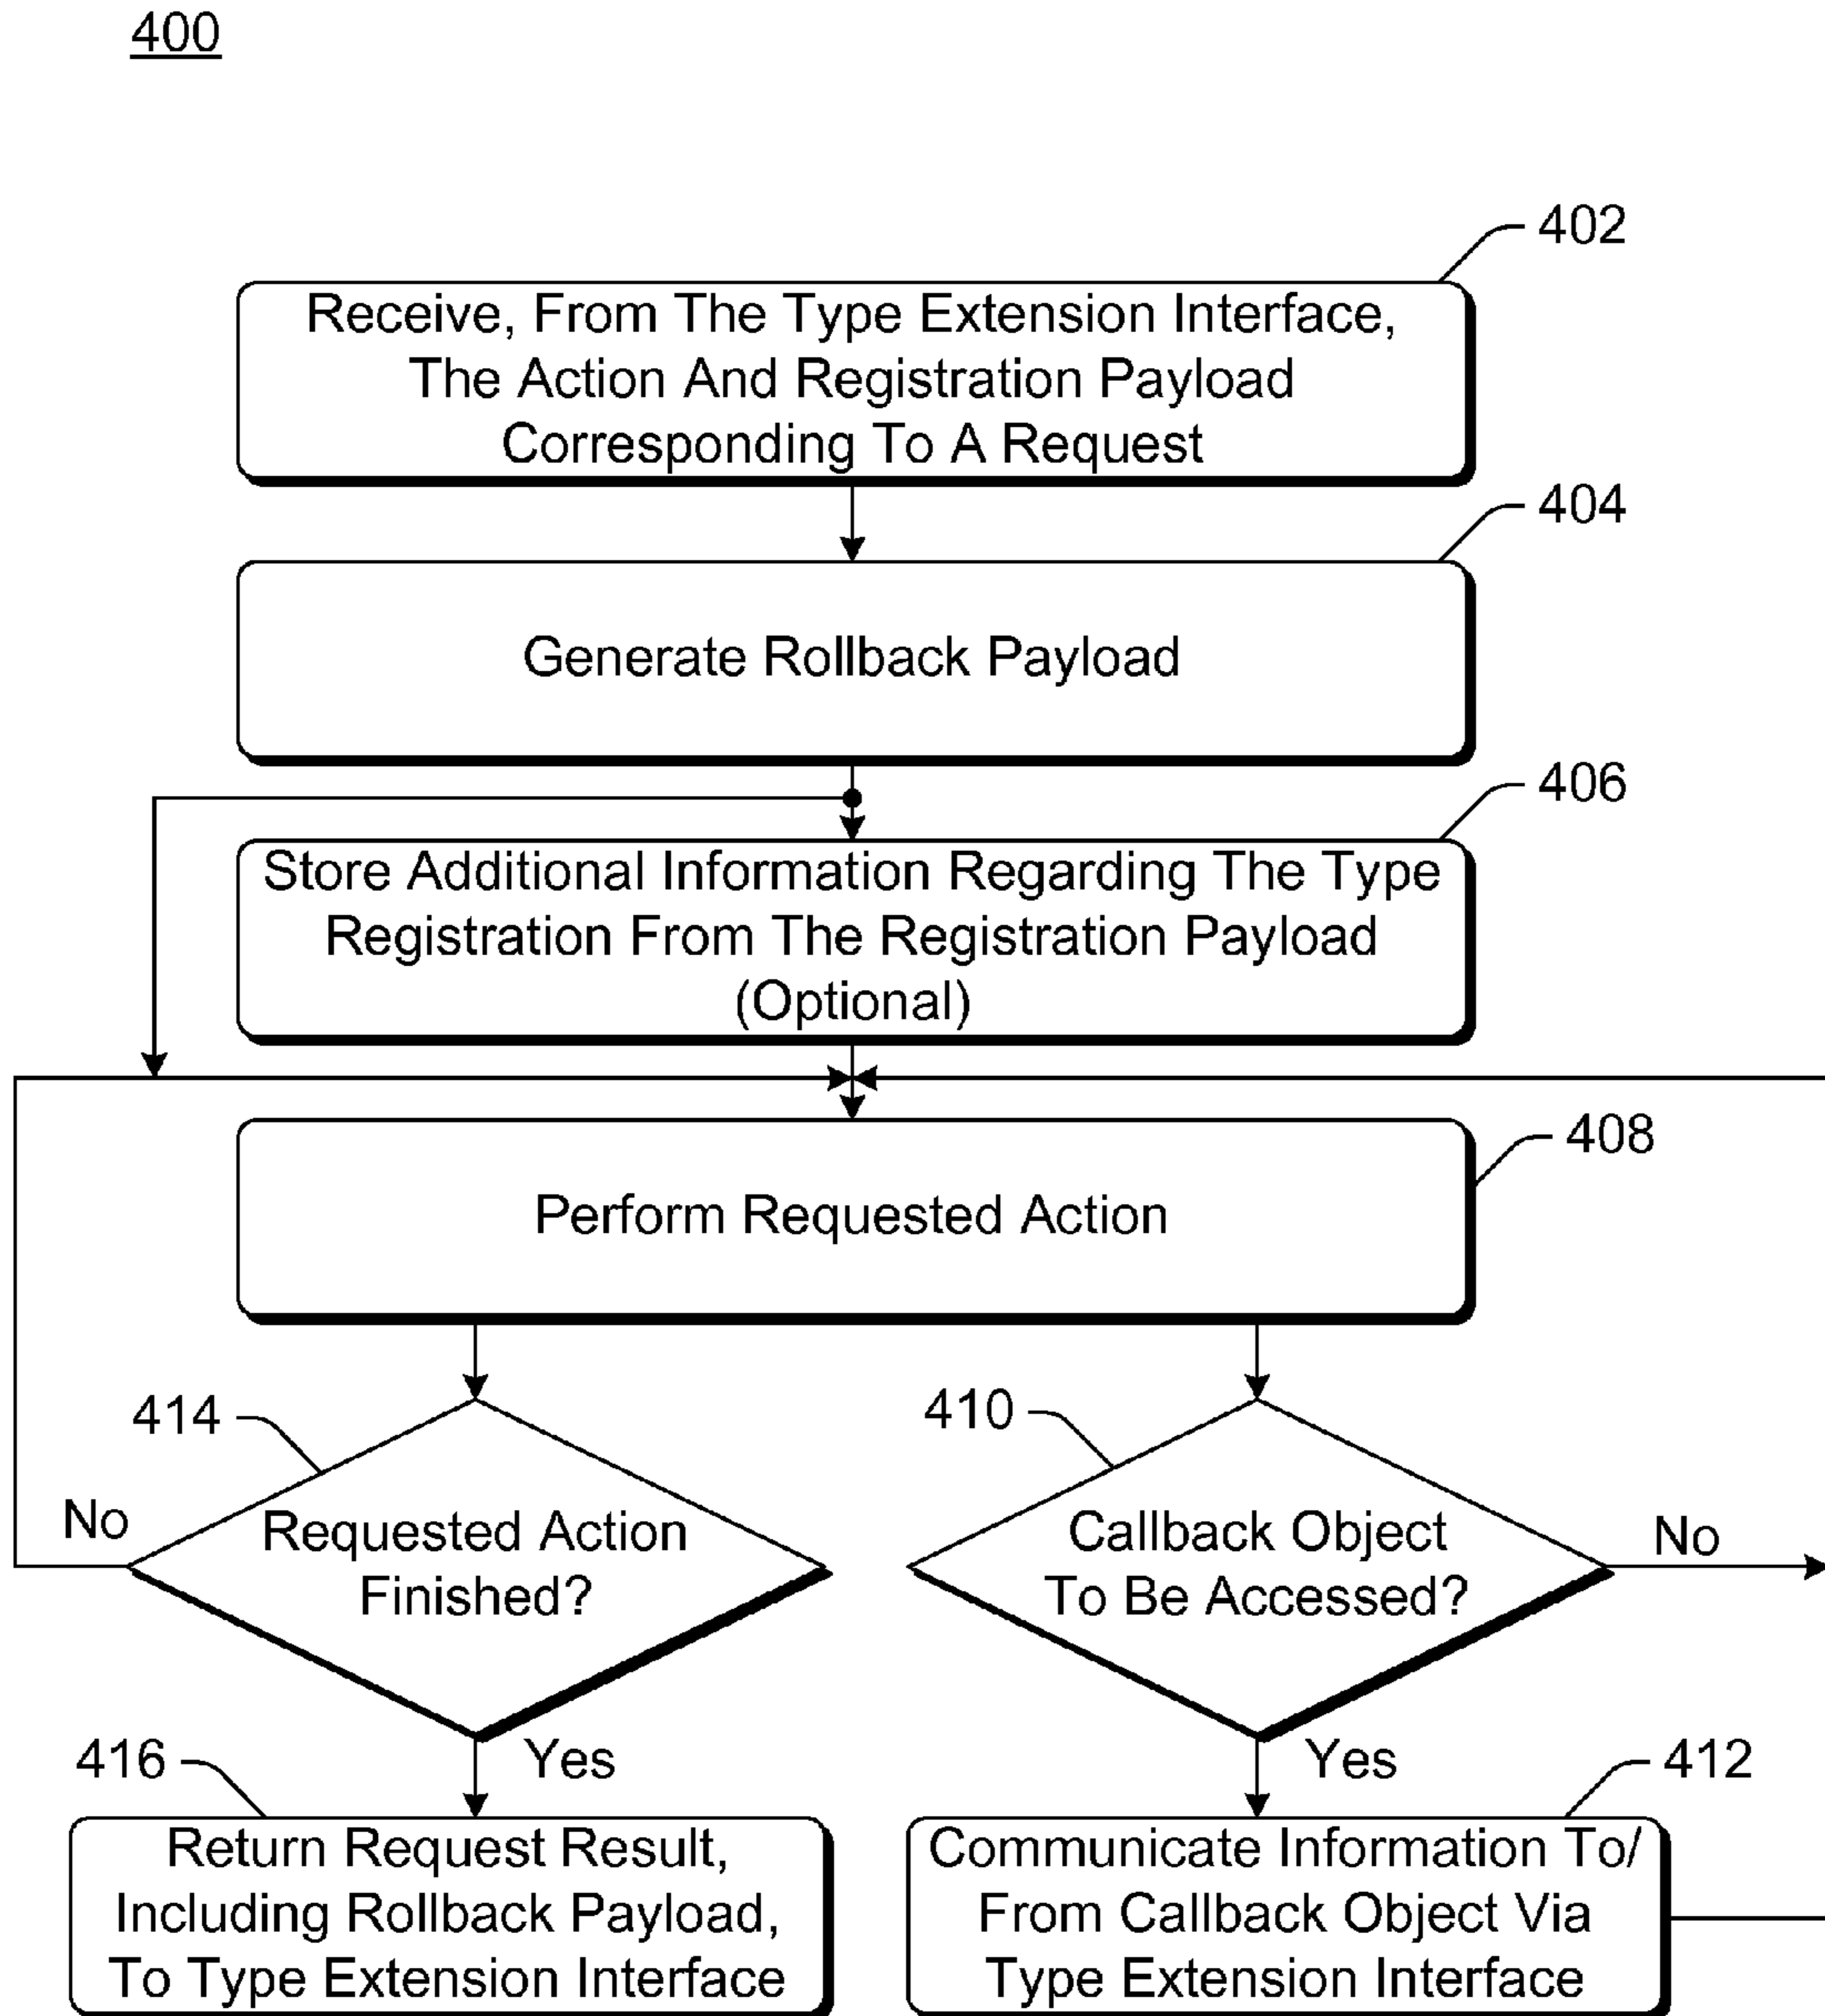 400
402
Receive, From The Type Extension Interface,
The Action And Registration Payload
Corresponding To A Request
404
Generate Rollback Payload
406
Store Additional Information Regarding The Type
Registration From The Registration Payload
(Optional)
408
Perform Requested Action
414
410
No
Requested Action
Finished?
Callback Object
To Be Accessed?
No
Yes
Yes
416
412
Return Request Result,
Including Rollback Payload,
To Type Extension Interface
Communicate Information To/
From Callback Object Via
Type Extension Interface